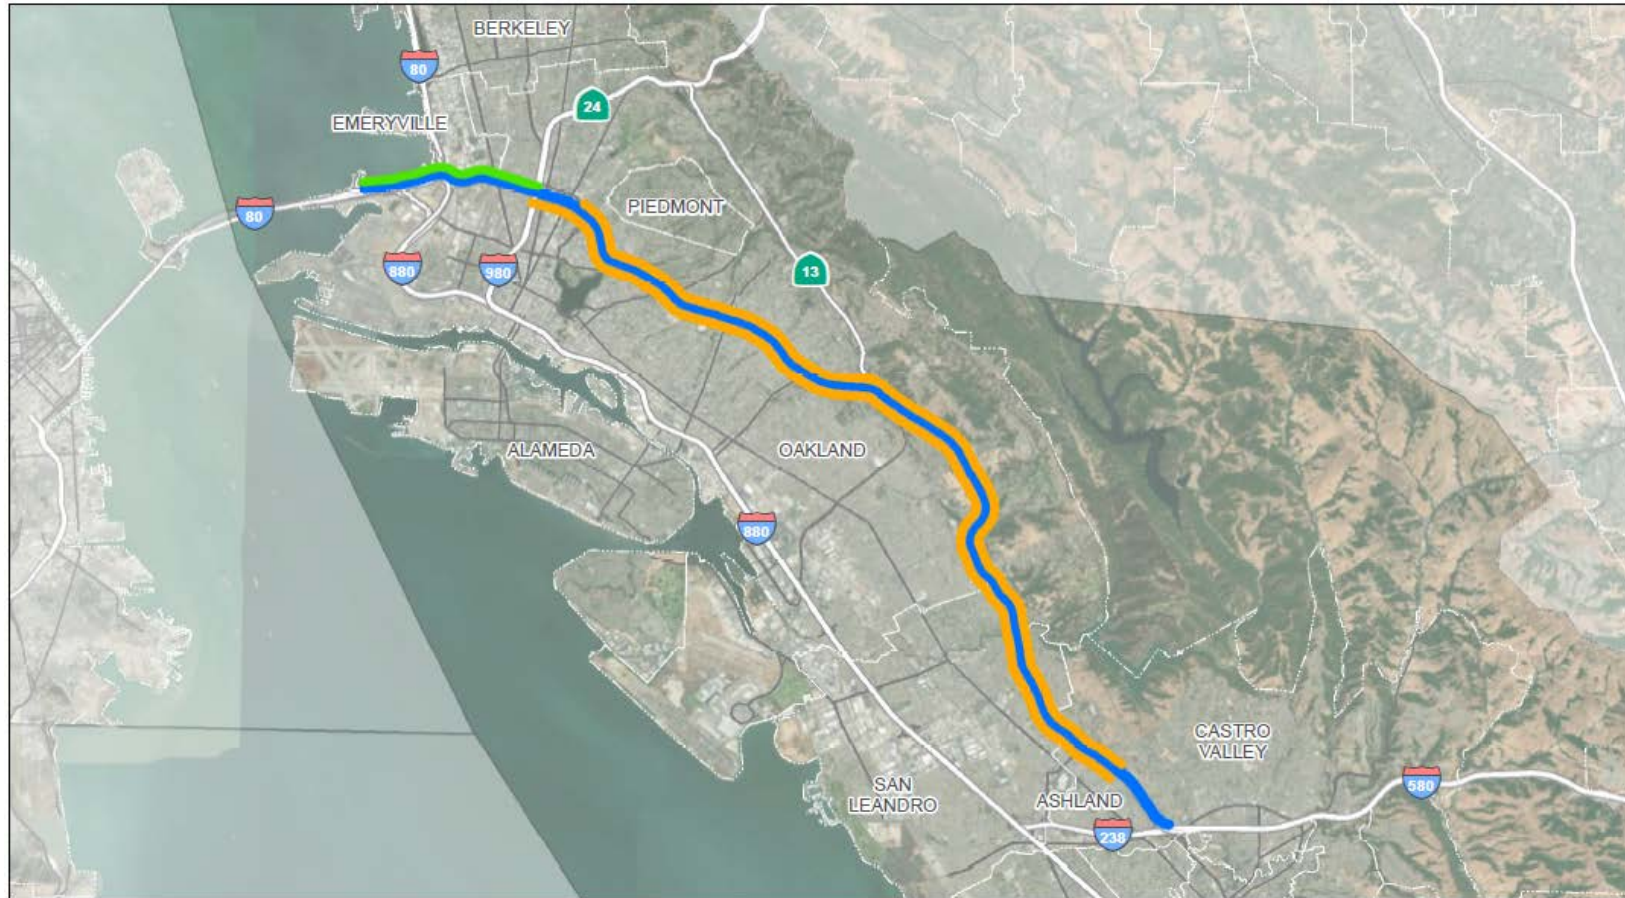 BERKELEY
80
24
EMERYVILLE
PIEDMONT
80
880
980
13
ALAMEDA
OAKLAND
880
CASTRO
VALLEY
SAN
LEANDRO
ASHLAND
580
238